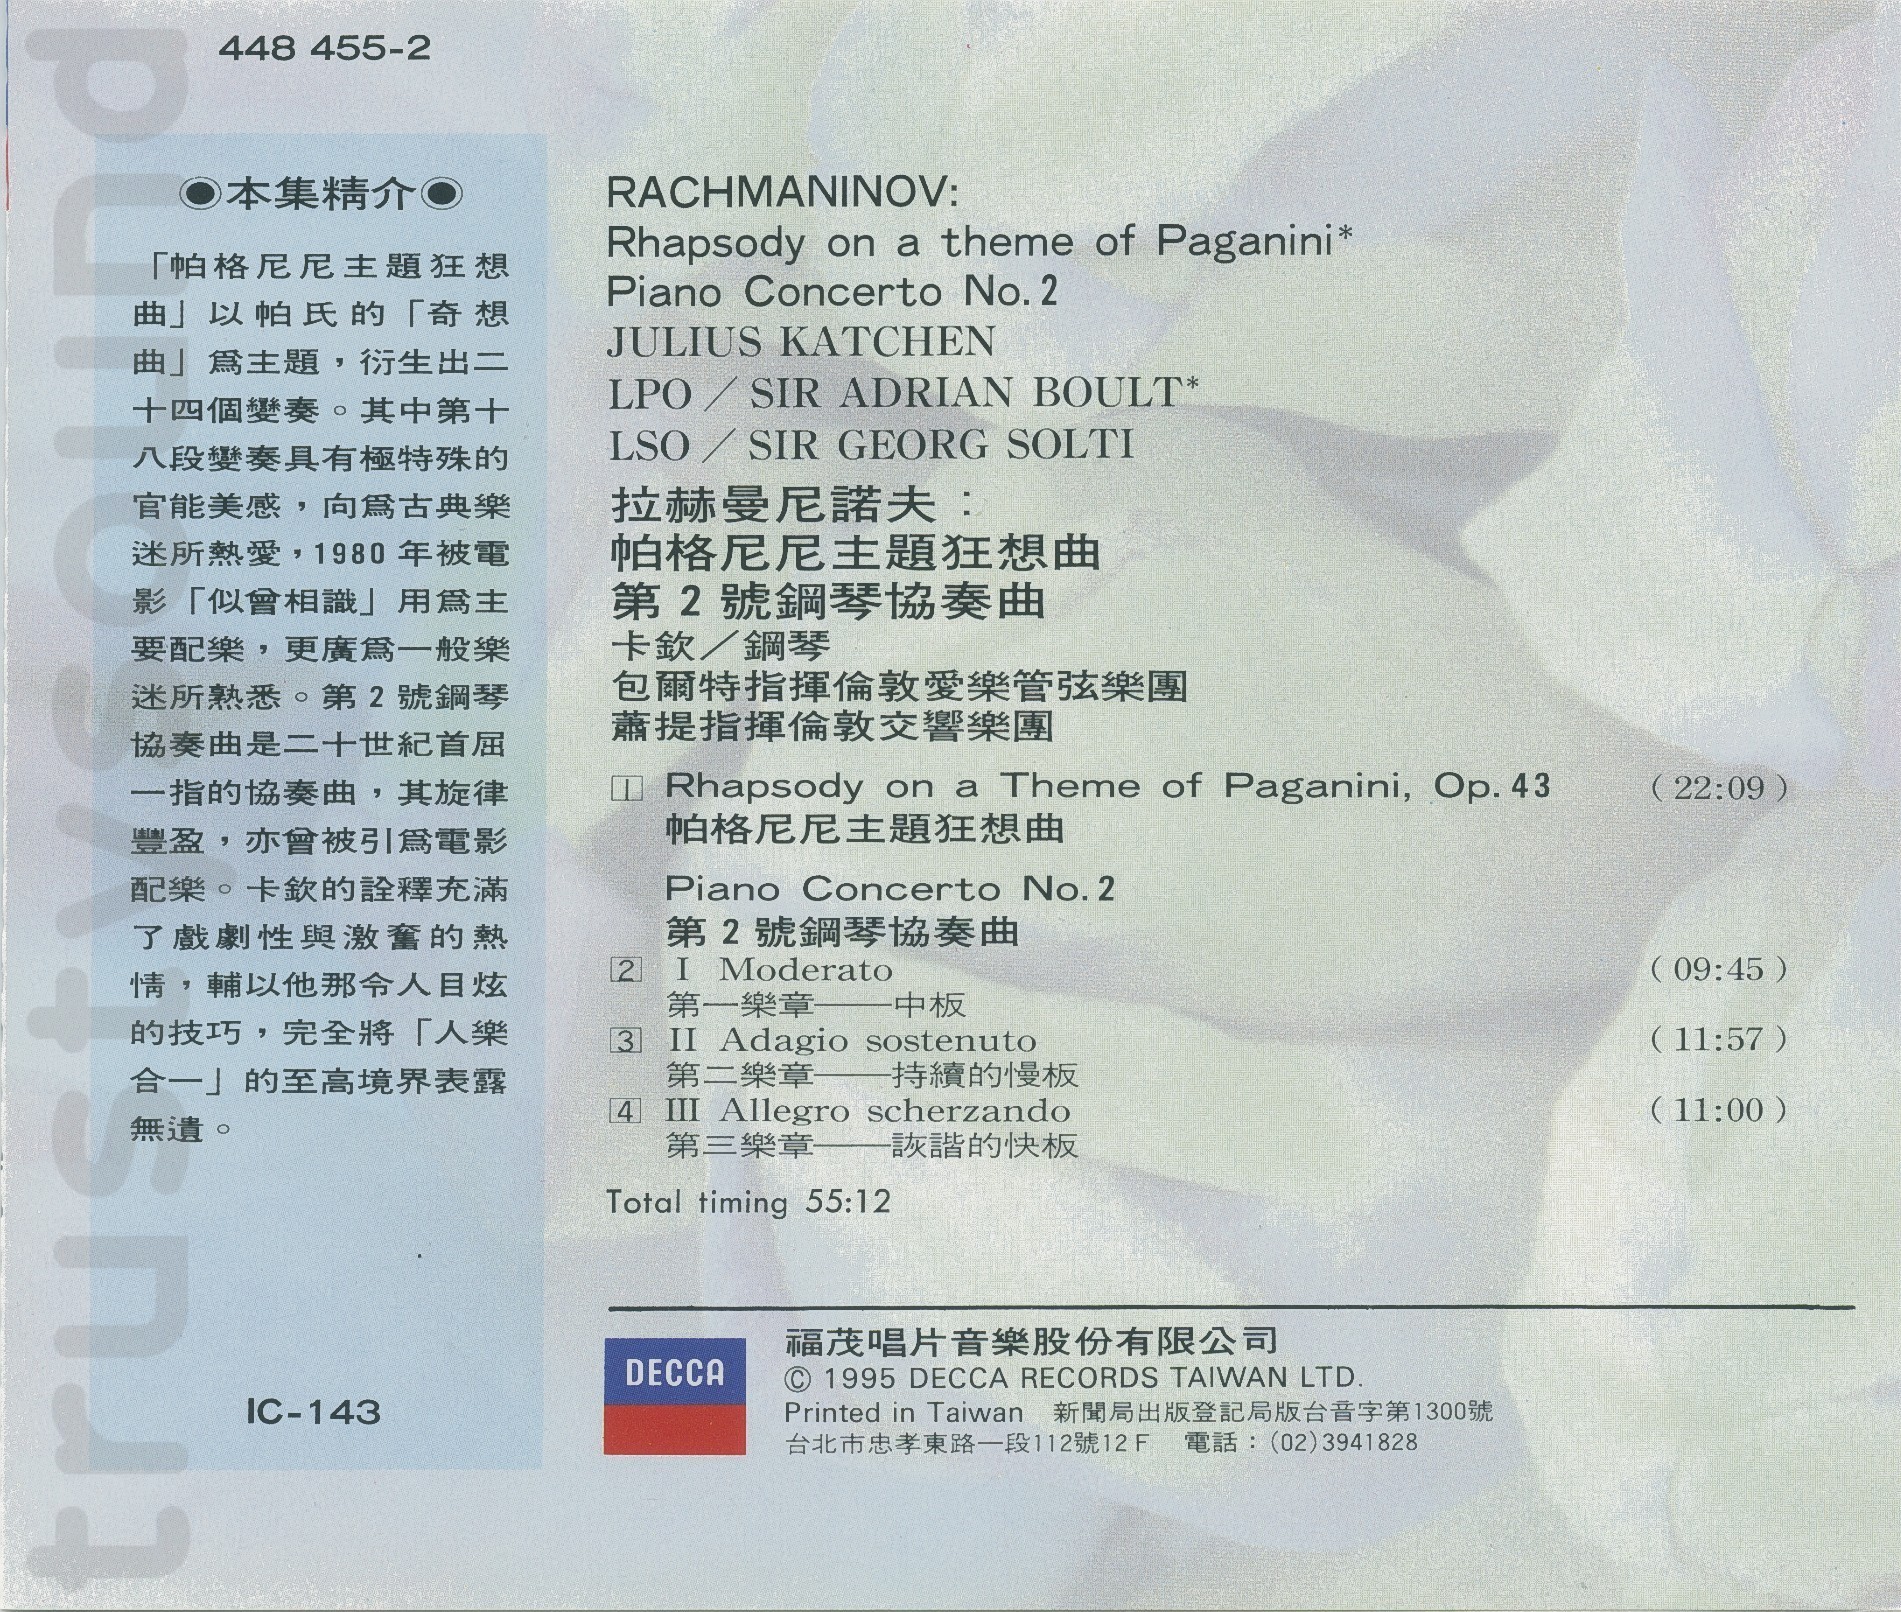 448 455-2
◉本集精介◉
「帕格尼尼主題狂想
曲」以帕氏的「奇想
曲」爲主題，衍生出二
十四個變奏。其中第十
八段變奏具有極特殊的
官能美感，向爲古典樂
迷所熱愛，1980 年被電
影「似曾相識」用爲主
要配樂，更廣爲一般樂
迷所熟悉。第 2 號鋼琴
協奏曲是二十世紀首屈
一指的協奏曲，其旋律
豐盈，亦曾被引爲電影
配樂。卡欽的詮釋充滿
了戲劇性與激奮的熱
情，輔以他那令人目炫
的技巧，完全將「人樂
合一」的至高境界表露
無遺。
IC-143
trustysound
RACHMANINOV:
Rhapsody on a theme of Paganini*
Piano Concerto No. 2
JULIUS KATCHEN
LPO／SIR ADRIAN BOULT*
LSO／SIR GEORG SOLTI
拉赫曼尼諾夫：
帕格尼尼主題狂想曲
第 2 號鋼琴協奏曲
卡欽／鋼琴
包爾特指揮倫敦愛樂管弦樂團
蕭提指揮倫敦交響樂團
1 Rhapsody on a Theme of Paganini, Op. 43 (22:09)
帕格尼尼主題狂想曲
Piano Concerto No. 2
第 2 號鋼琴協奏曲
2 I Moderato (09:45)
第一樂章——中板
3 II Adagio sostenuto (11:57)
第二樂章——持續的慢板
4 III Allegro scherzando (11:00)
第三樂章——詼諧的快板
Total timing 55:12
DECCA
福茂唱片音樂股份有限公司
© 1995 DECCA RECORDS TAIWAN LTD.
Printed in Taiwan 新聞局出版登記局版台音字第1300號
台北市忠孝東路一段112號12 F 電話：(02)3941828